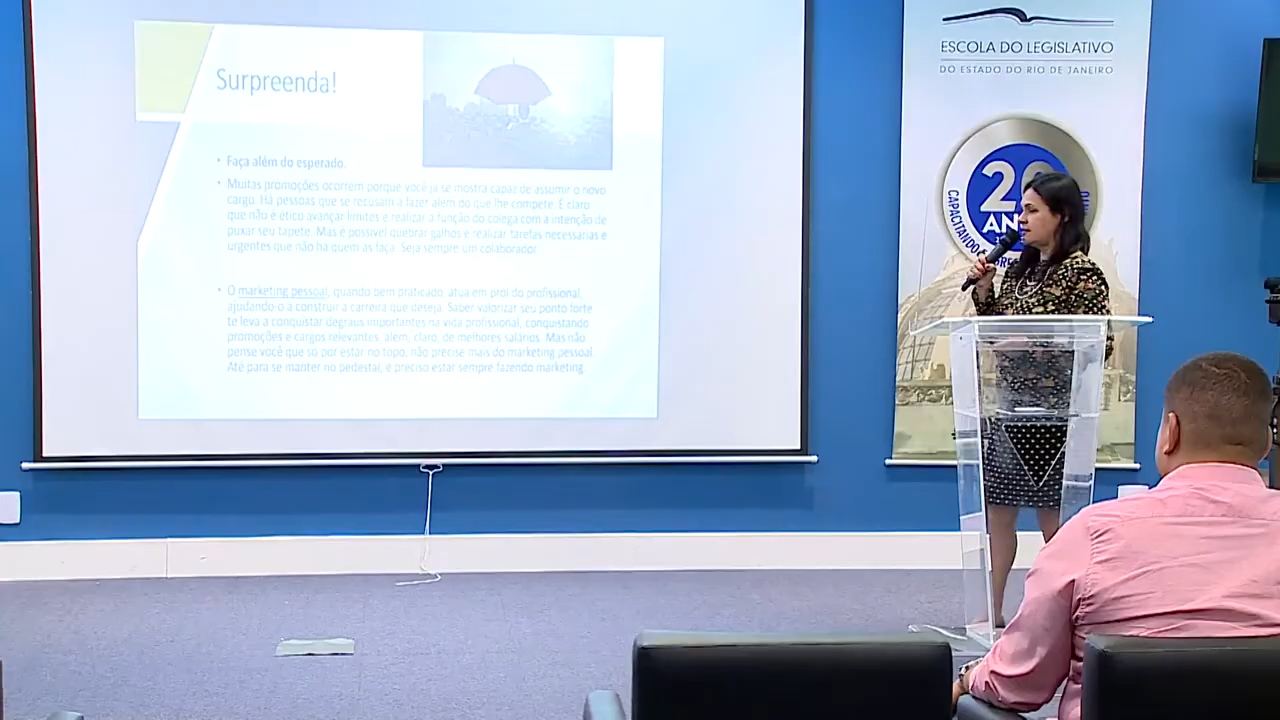 Surpreenda!
• Faça além do esperado.
• Muitas promoções ocorrem porque você já se mostra capaz de assumir o novo
cargo. Há pessoas que se recusam a fazer além do que lhe compete. É claro
que não é ético avançar limites e realizar a função do colega com a intenção de
puxar seu tapete. Mas é possível quebrar galhos e realizar tarefas necessárias e
urgentes que não há quem as faça. Seja sempre um colaborador.
• O marketing pessoal, quando bem praticado, atua em prol do profissional,
ajudando-o a construir a carreira que deseja. Saber valorizar seu ponto forte
te leva a conquistar degraus importantes na vida profissional, conquistando
promoções e cargos relevantes, além, claro, de melhores salários. Mas não
pense você que só por estar no topo, não precise mais do marketing pessoal.
Até para se manter no pedestal, é preciso estar sempre fazendo marketing.
ESCOLA DO LEGISLATIVO
DO ESTADO DO RIO DE JANEIRO
CAPACITANDO